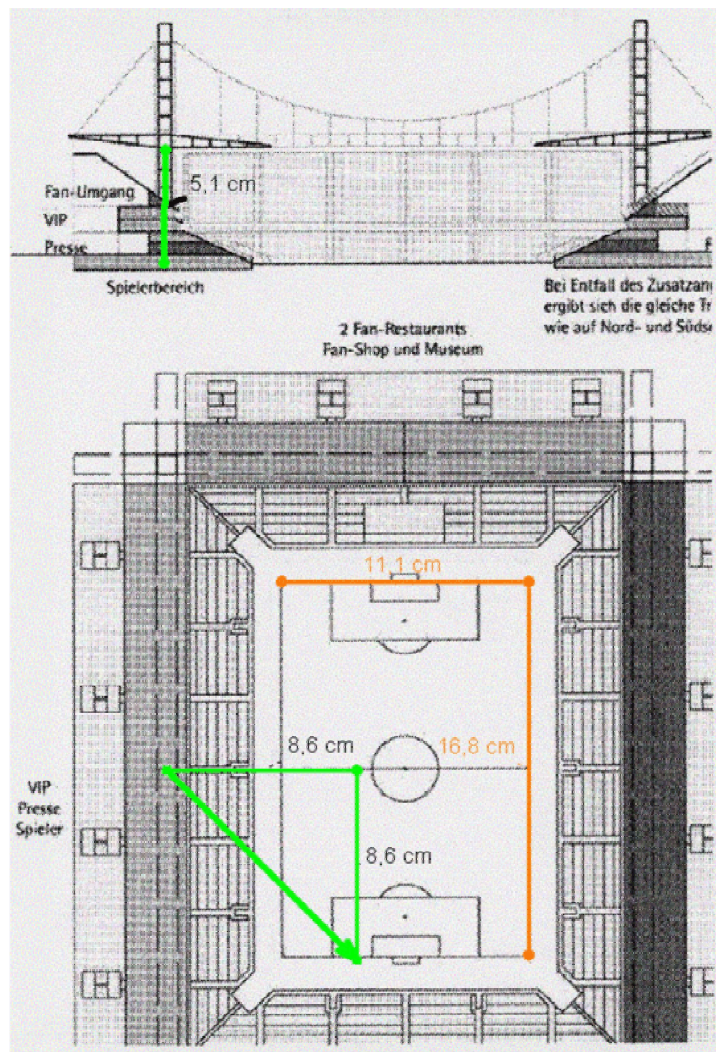 5,1 cm
Fan-Umgang
VIP
Presse
Spielerbereich
Bei Entfall des Zusatzan
ergibt sich die gleiche Tr
wie auf Nord- und Südse
2 Fan-Restaurants
Fan-Shop und Museum
11,1 cm
8,6 cm
16,8 cm
VIP
Presse
Spieler
8,6 cm